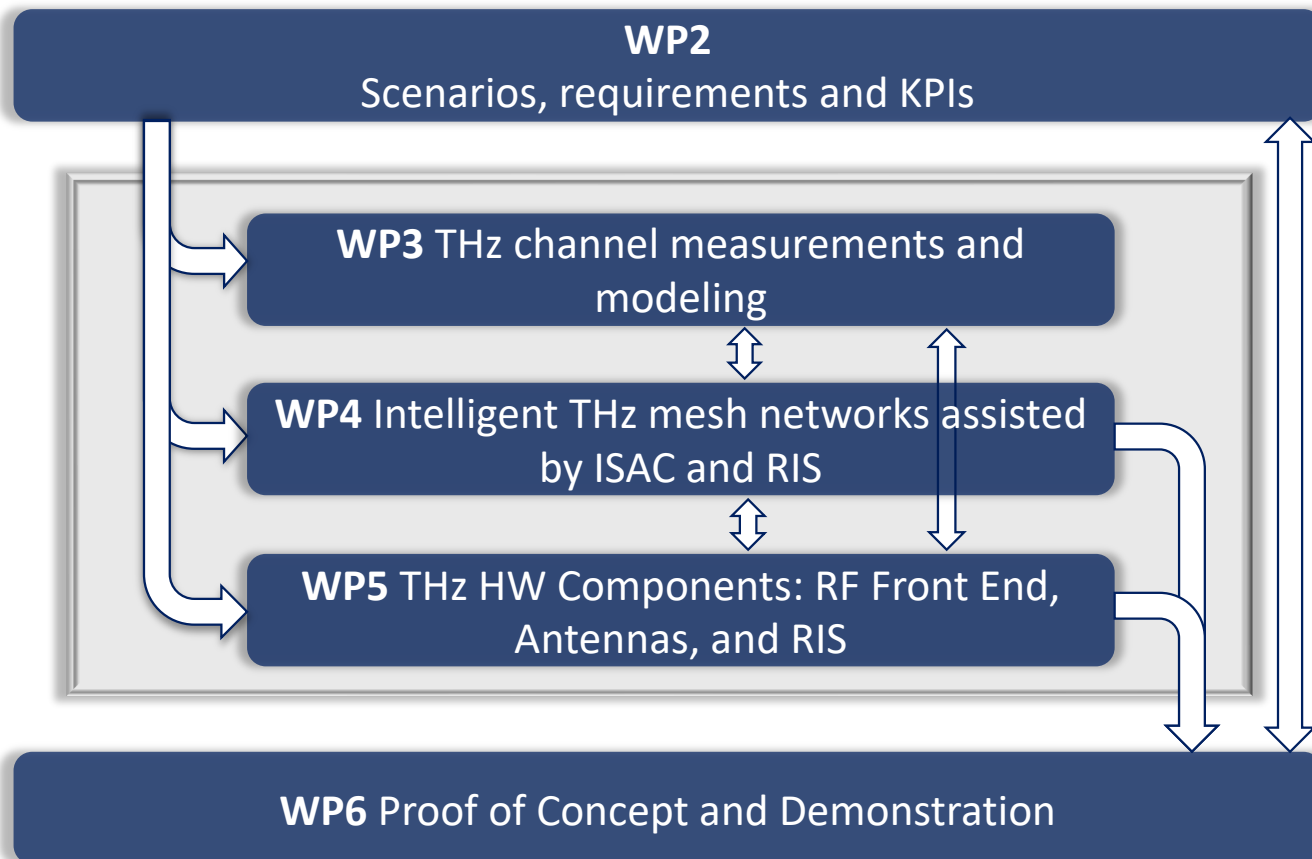 WP2
Scenarios, requirements and KPIs
WP3 THz channel measurements and
modeling
WP4 Intelligent THz mesh networks assisted
by ISAC and RIS
WP5 THz HW Components: RF Front End,
Antennas, and RIS
WP6 Proof of Concept and Demonstration